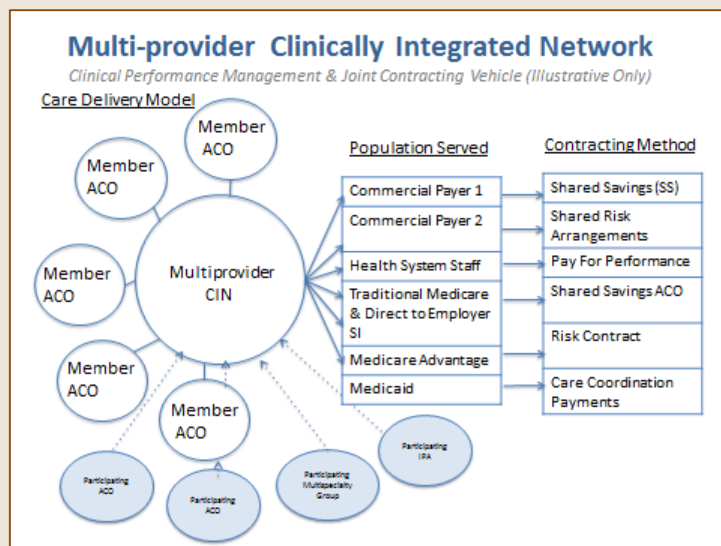 Multi-provider Clinically Integrated Network
Clinical Performance Management & Joint Contracting Vehicle (Illustrative Only)
Care Delivery Model
Member
ACO
Member
ACO
Member
ACO
Member
ACO
Member
ACO
Multiprovider
CIN
Participating
ACO
Participating
ACO
Participating
Multispecialty
Group
Participating
IPA
Population Served
Commercial Payer 1
Commercial Payer 2
Health System Staff
Traditional Medicare
& Direct to Employer
SI
Medicare Advantage
Medicaid
Contracting Method
Shared Savings (SS)
Shared Risk
Arrangements
Pay For Performance
Shared Savings ACO
Risk Contract
Care Coordination
Payments